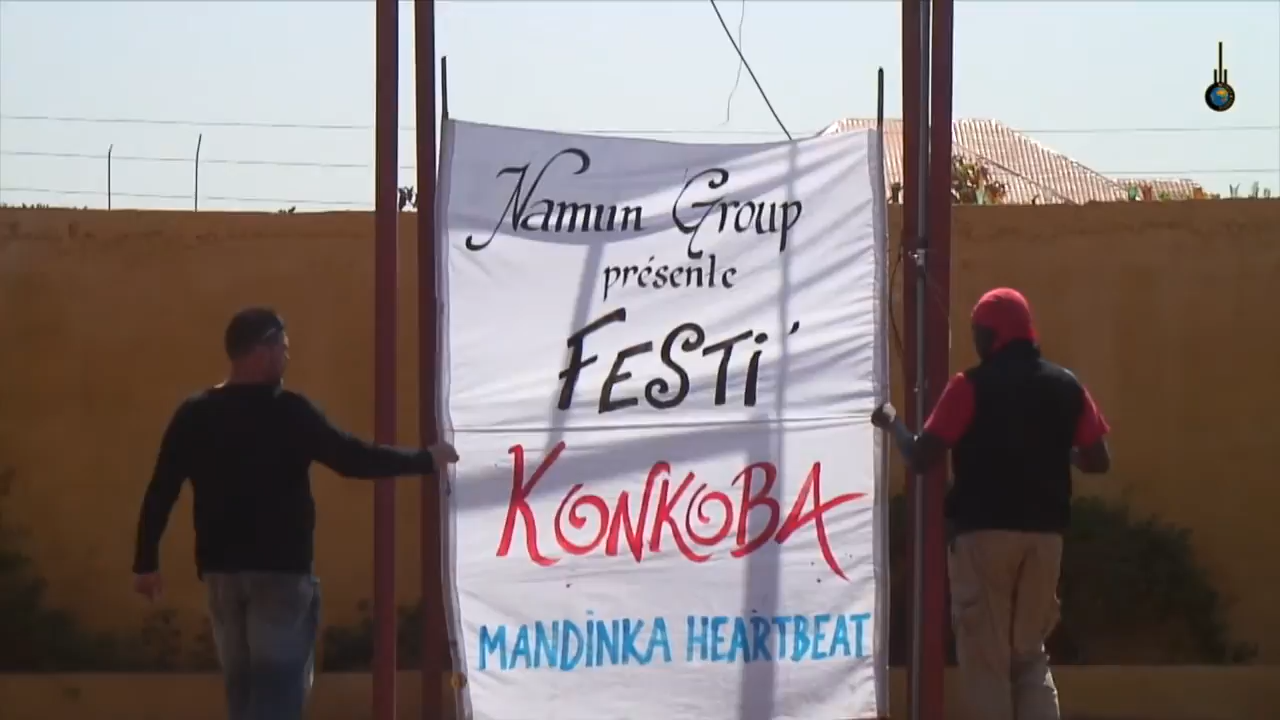 Namun Group
présente
FESTi'
KONKOBA
MANDiNKA HEARTBEAT